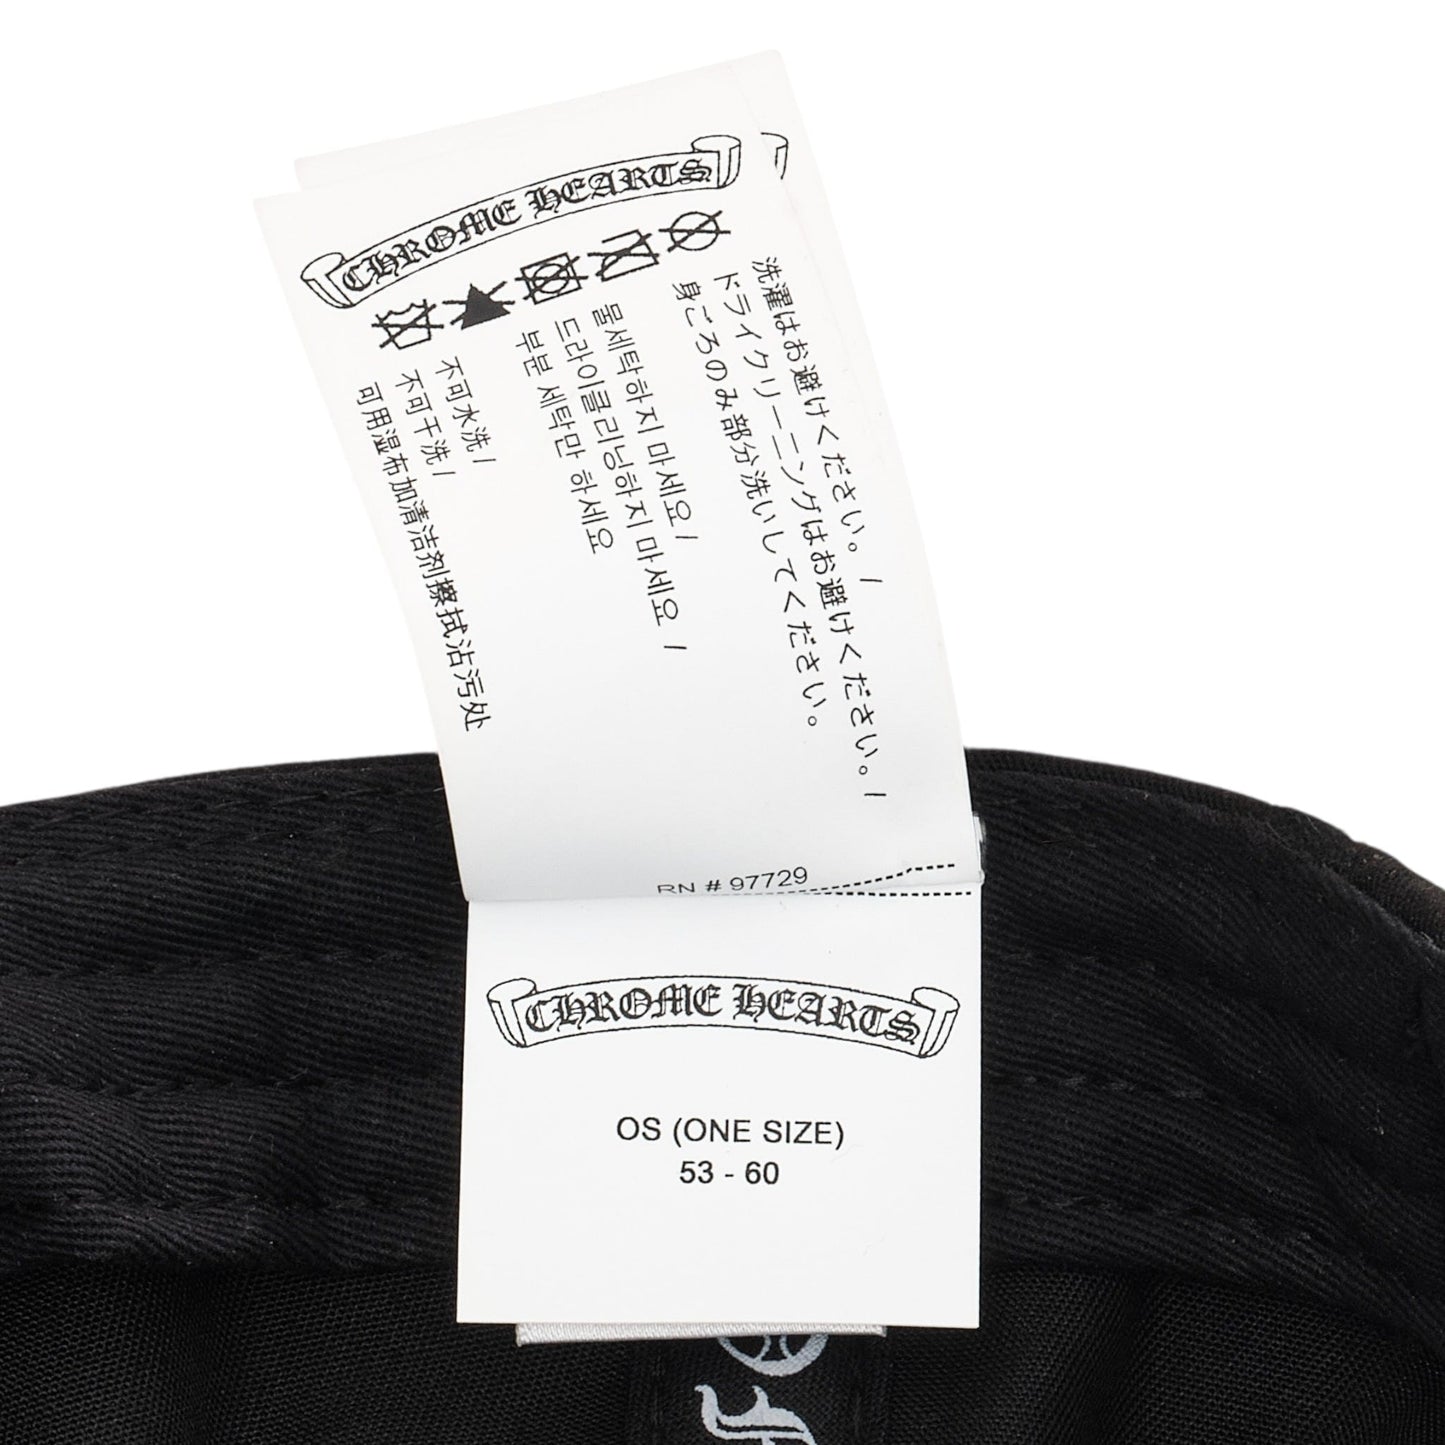 CHROME HEARTS
洗濯はお避けください。 /
ドライクリーニングはお避けください。 /
身ごろのみ部分洗いしてください。
물세탁하지 마세요 /
드라이클리닝하지 마세요 /
부분 세탁만 하세요
不可水洗 /
不可干洗 /
可用湿布加清洁剂擦拭沾污处
RN # 97729
CHROME HEARTS
OS (ONE SIZE)
53 - 60